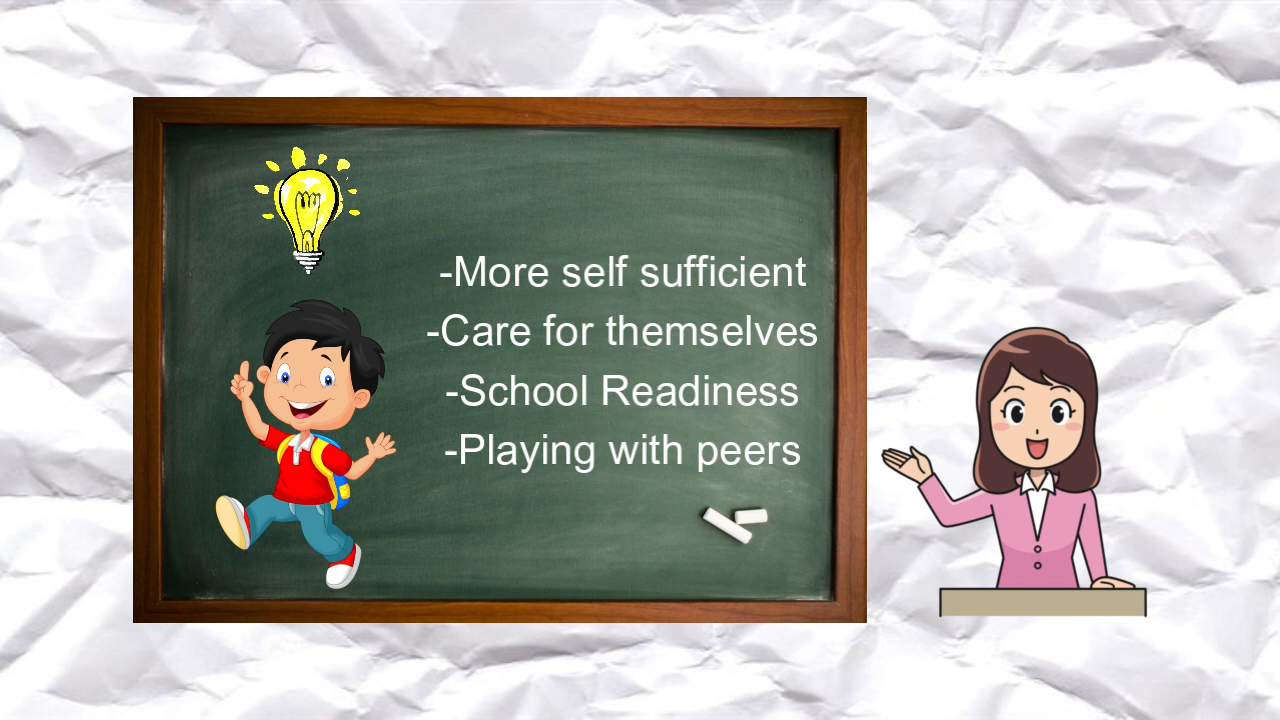 -More self sufficient
-Care for themselves
-School Readiness
-Playing with peers